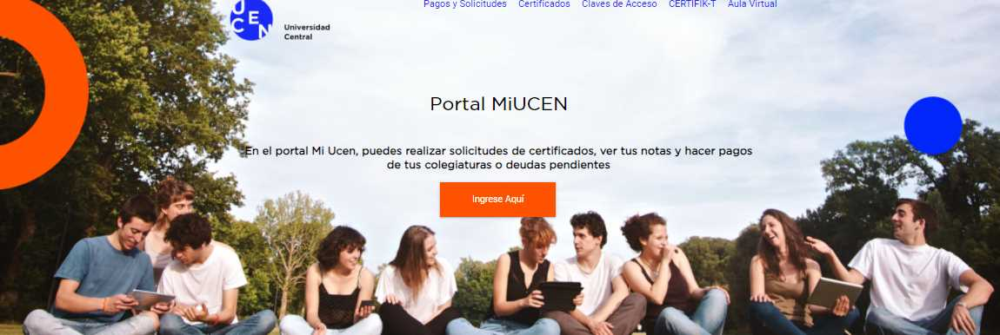 Pagos y Solicitudes Certificados Claves de Acceso CERTIFIK-T Aula Virtual
U
CEN
Universidad
Central
Portal MiUCEN
En el portal Mi Ucen, puedes realizar solicitudes de certificados, ver tus notas y hacer pagos
de tus colegiaturas o deudas pendientes
Ingrese Aquí